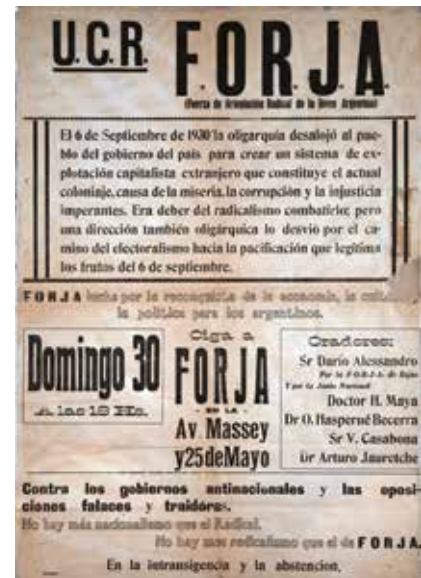 U.C.R. F.O.R.J.A.
(Fuerza de Orientación Radical de la Joven Argentina)
El 6 de Septiembre de 1930 la oligarquía desalojó al pue-
blo del gobierno del país para crear un sistema de ex-
plotación capitalista extranjero que constituye el actual
coloniaje, causa de la miseria, la corrupción y la injusticia
imperantes. Era deber del radicalismo combatirlo; pero
una dirección también oligárquica lo desvio por el ca-
mino del electoralismo hacia la pacificación que legitima
los frutos del 6 de septiembre.
FORJA lucha por la reconquista de la economía, la
la política para los argentinos.
Domingo 30
A las 18 Hs.
Oiga a
FORJA
- EN LA -
Av Massey
y 25 de Mayo
Oradores:
Sr Dario Alessandro
Por la F.O.R.J.A. de
Y por la Junta Nacional
Doctor H. Maya
Dr O. Hasperué Becerra
Sr V. Casabona
Dr Arturo Jauretche
Contra los gobiernos antinacionales y las oposi-
ciones falaces y traidoras.
No hay más nacionalismo que el Radical.
No hay mas radicalismo que el de FORJA.
En la intransigencia y la abstencion.